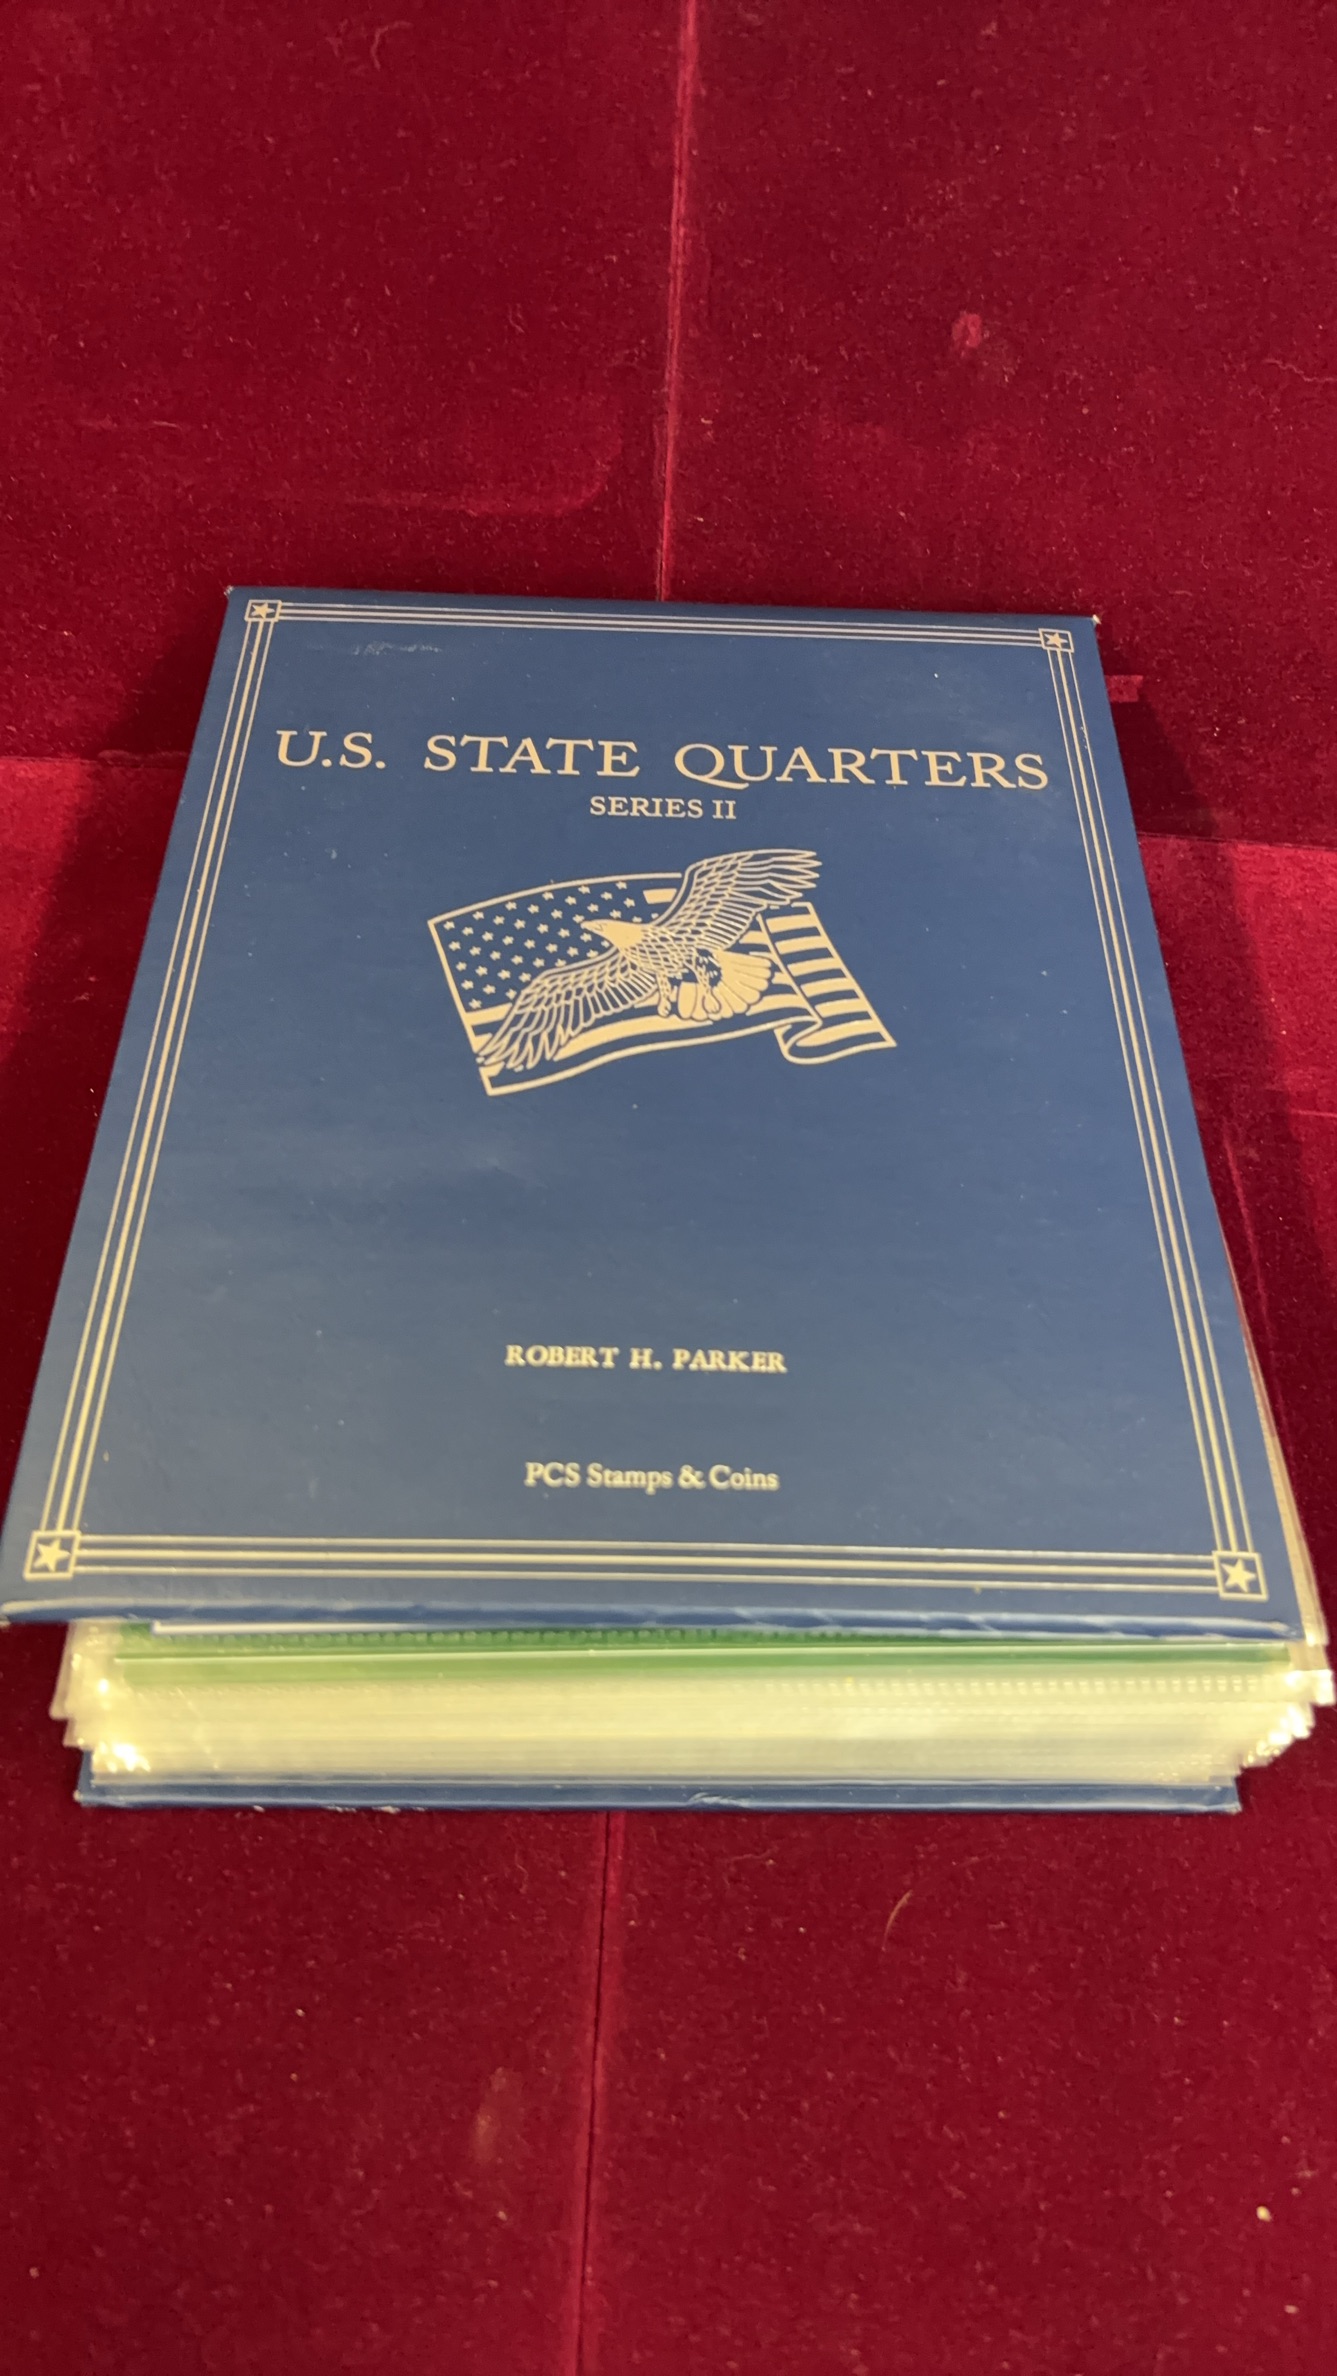 U.S. STATE QUARTERS
SERIES II
ROBERT H. PARKER
PCS Stamps & Coins